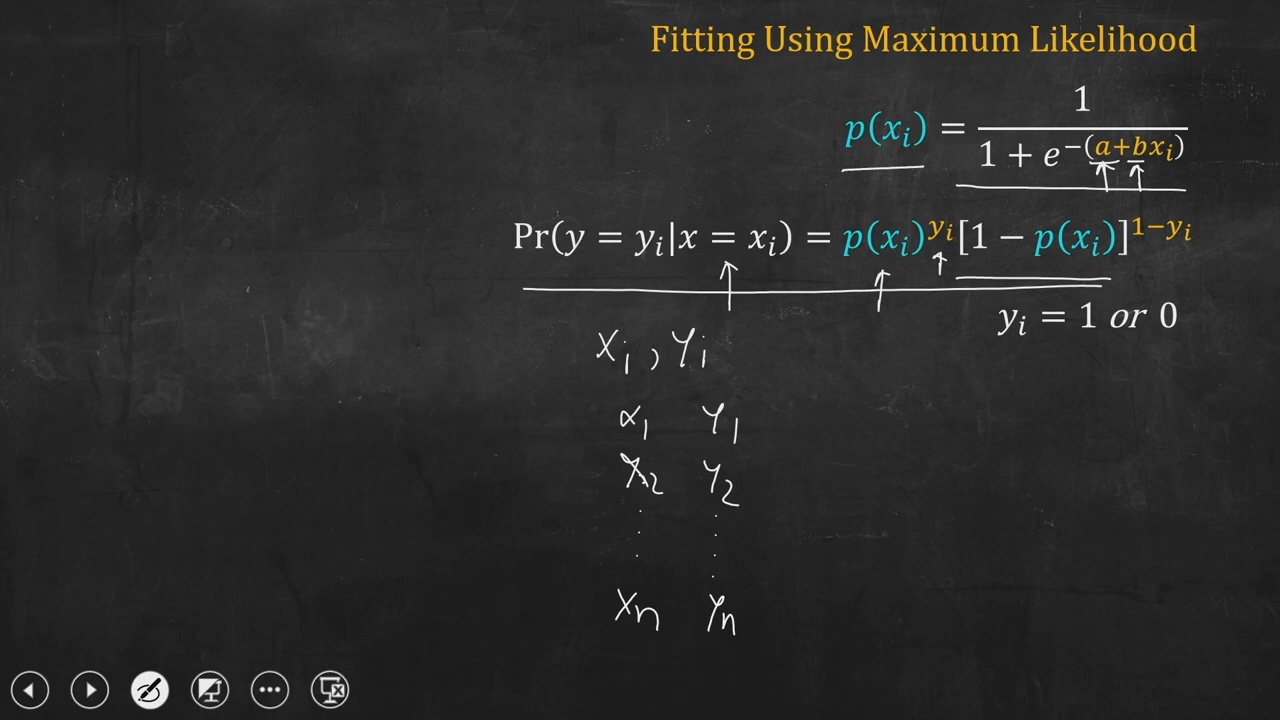 Fitting Using Maximum Likelihood
p(xᵢ) = 1 / (1 + e^−(a+bxᵢ))
Pr(y = yᵢ|x = xᵢ) = p(xᵢ)^yᵢ [1 − p(xᵢ)]^1−yᵢ
yᵢ = 1 or 0
xᵢ , yᵢ
x₁ y₁
x₂ y₂
⋮ ⋮
xₙ yₙ